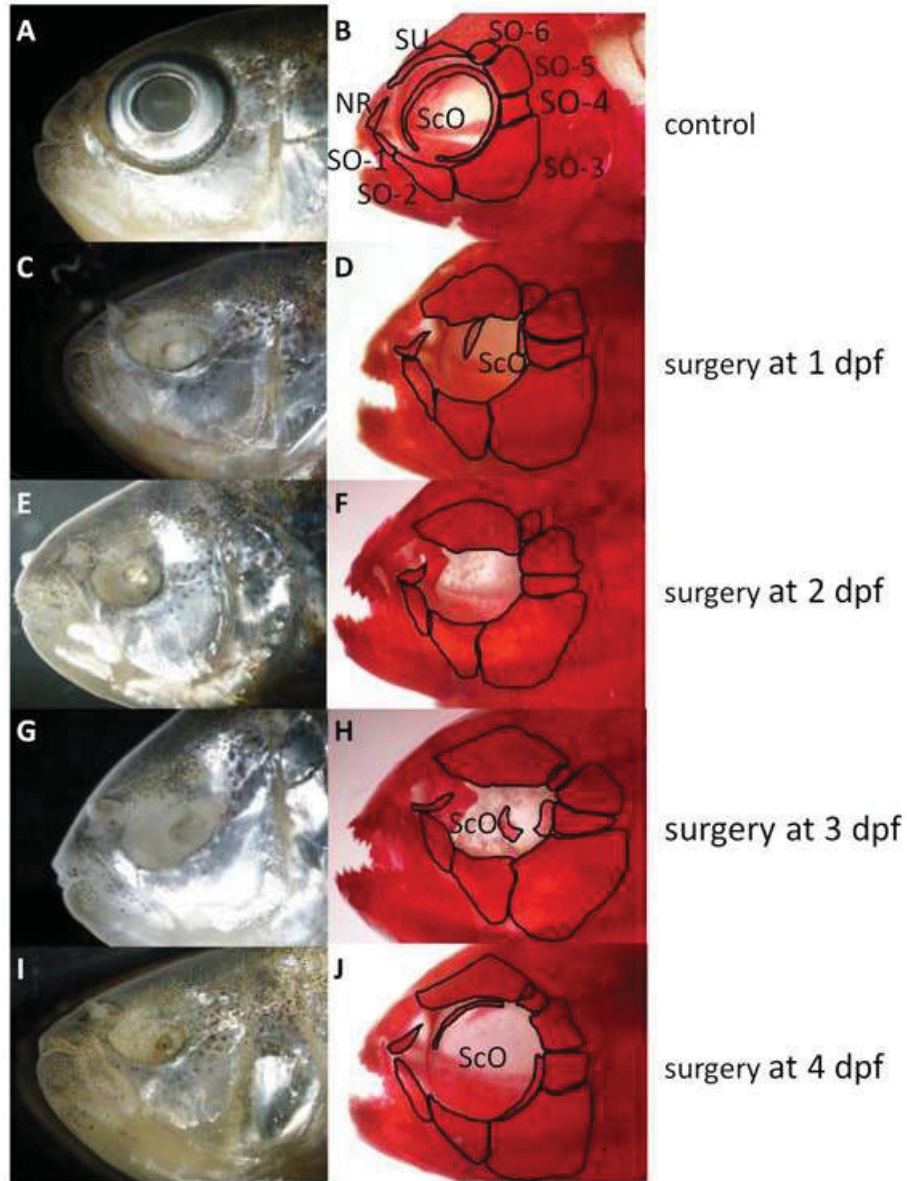 A
B
SU
SO-6
SO-5
NR
ScO
SO-4
SO-1
SO-3
SO-2
control
C
D
ScO
surgery at 1 dpf
E
F
surgery at 2 dpf
G
H
ScO
surgery at 3 dpf
I
J
ScO
surgery at 4 dpf